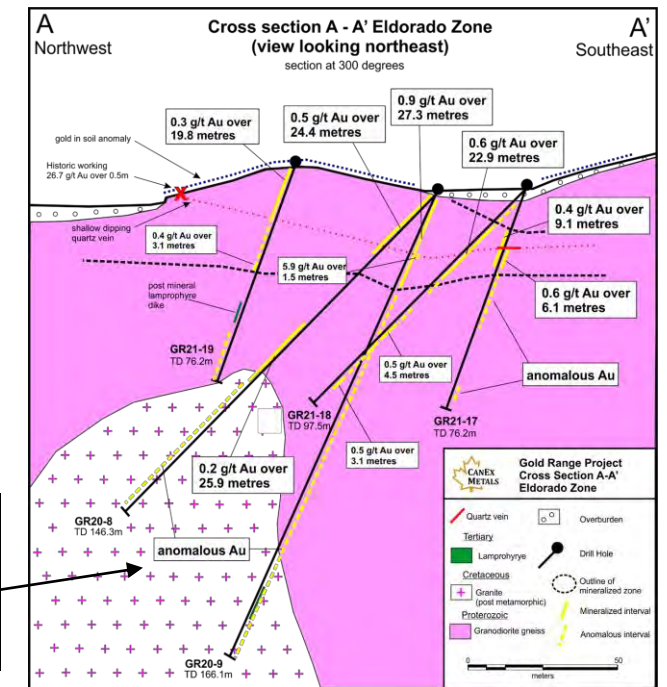 A
Northwest
Cross section A - A' Eldorado Zone
(view looking northeast)
section at 300 degrees
A'
Southeast
0.3 g/t Au over
19.8 metres
0.5 g/t Au over
24.4 metres
0.9 g/t Au over
27.3 metres
0.6 g/t Au over
22.9 metres
gold in soil anomaly
Historic working
26.7 g/t Au over 0.5m
shallow dipping
quartz vein
0.4 g/t Au over
3.1 metres
5.9 g/t Au over
1.5 metres
0.4 g/t Au over
9.1 metres
0.6 g/t Au over
6.1 metres
post mineral
lamprophyre
dike
GR21-19
TD 76.2m
0.5 g/t Au over
4.5 metres
anomalous Au
GR21-18
TD 97.5m
GR21-17
TD 76.2m
0.5 g/t Au over
3.1 metres
0.2 g/t Au over
25.9 metres
GR20-8
TD 146.3m
anomalous Au
GR20-9
TD 166.1m
CANEX
METALS
Gold Range Project
Cross Section A-A'
Eldorado Zone
Quartz vein
Overburden
Tertiary
Lamprohyre
Drill Hole
Cretaceous
Granite
(post metamorphic)
Outline of
mineralized zone
Proterozoic
Mineralized interval
Granodiorite gneiss
Anomalous interval
0
50
meters